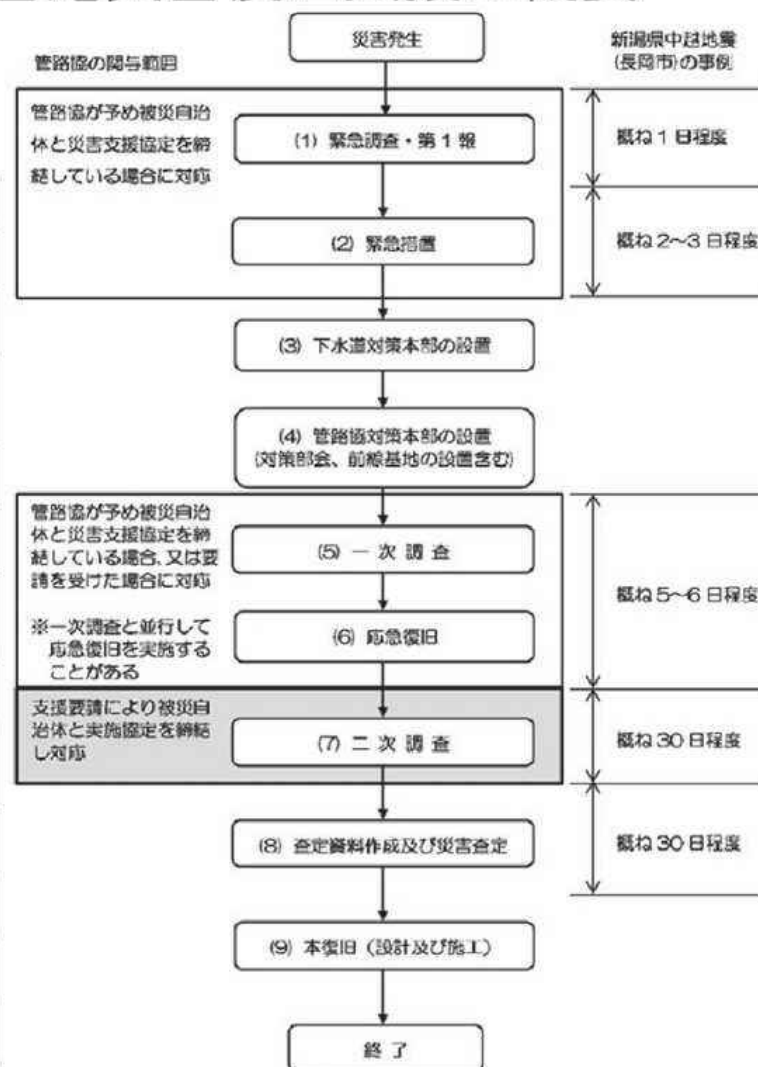 災害発生
管路協の関与範囲
新潟県中越地震
(長岡市)の事例
管路協が予め被災自治
体と災害支援協定を締
結している場合に対応
(1) 緊急調査・第1報
概ね1日程度
(2) 緊急措置
概ね2〜3日程度
(3) 下水道対策本部の設置
(4) 管路協対策本部の設置
(対策部会、前線基地の設置含む)
管路協が予め被災自治
体と災害支援協定を締
結している場合、又は要
請を受けた場合に対応
※一次調査と並行して
応急復旧を実施する
ことがある
(5) 一次調査
(6) 応急復旧
概ね5〜6日程度
支援要請により被災自
治体と実施協定を締結
し対応
(7) 二次調査
概ね30日程度
(8) 査定資料作成及び災害査定
概ね30日程度
(9) 本復旧(設計及び施工)
終了